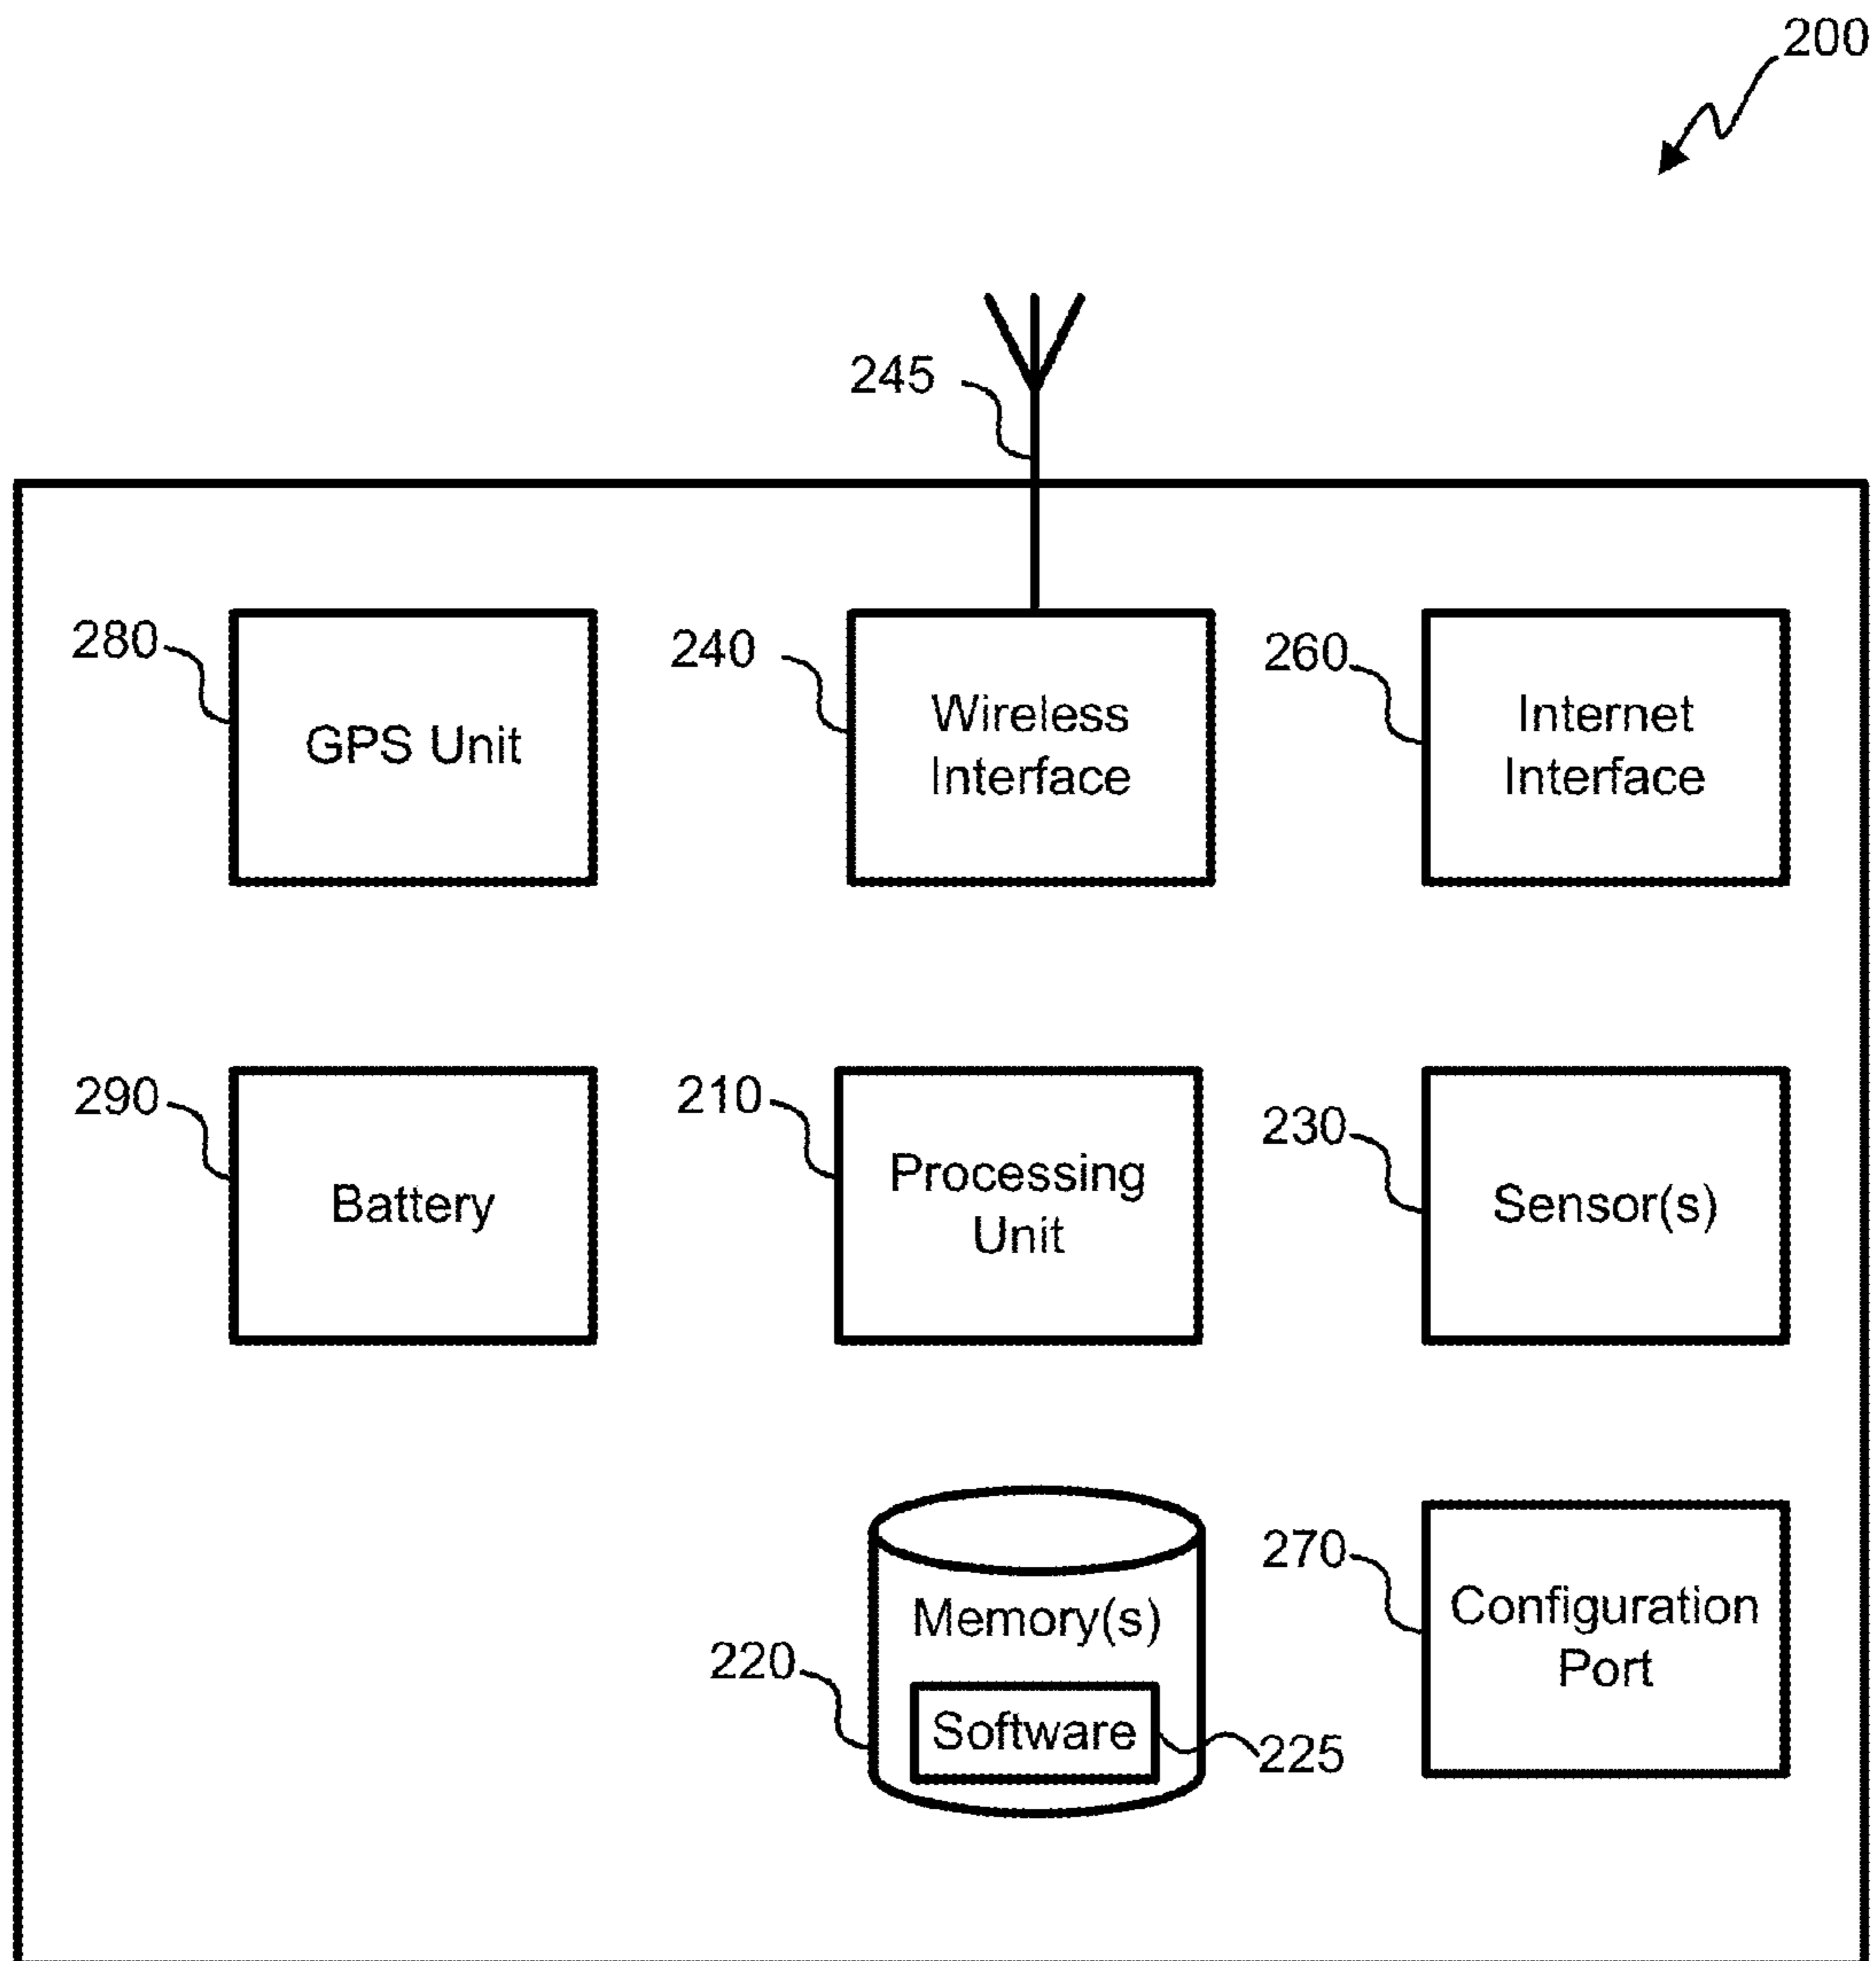 200
245
280
GPS Unit
240
Wireless
Interface
260
Internet
Interface
290
Battery
210
Processing
Unit
230
Sensor(s)
220
Memory(s)
Software
225
270
Configuration
Port